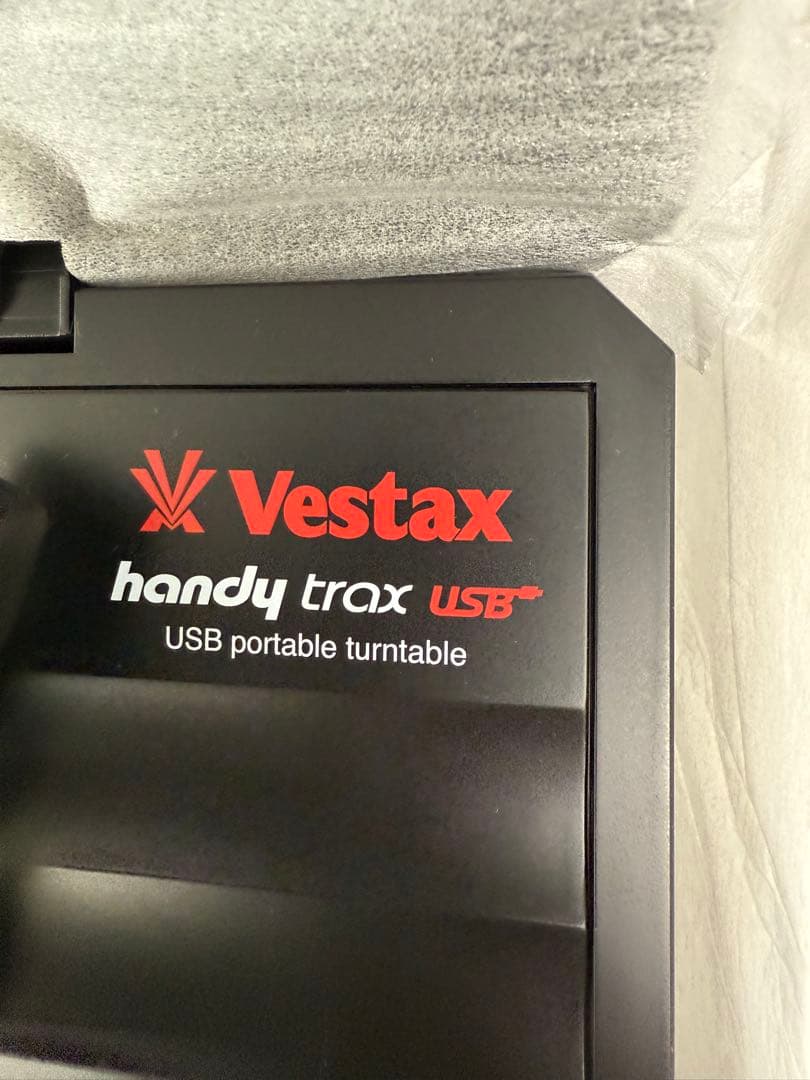 Vestax
handy trax USB
USB portable turntable